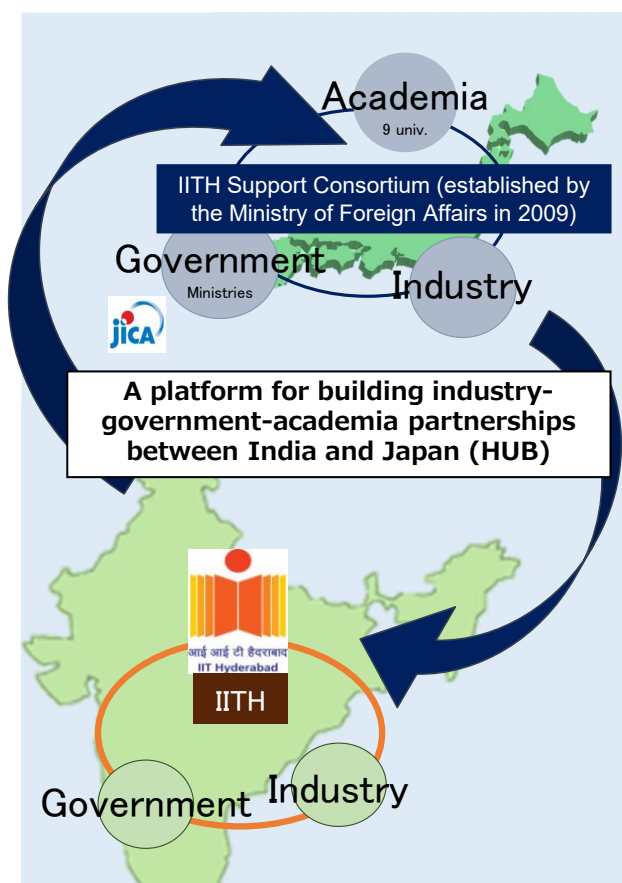 Academia
9 univ.
IITH Support Consortium (established by
the Ministry of Foreign Affairs in 2009)
Government
Ministries
Industry
jICA
A platform for building industry-
government-academia partnerships
between India and Japan (HUB)
आई आई टी हैदराबाद
IIT Hyderabad
IITH
Government
Industry